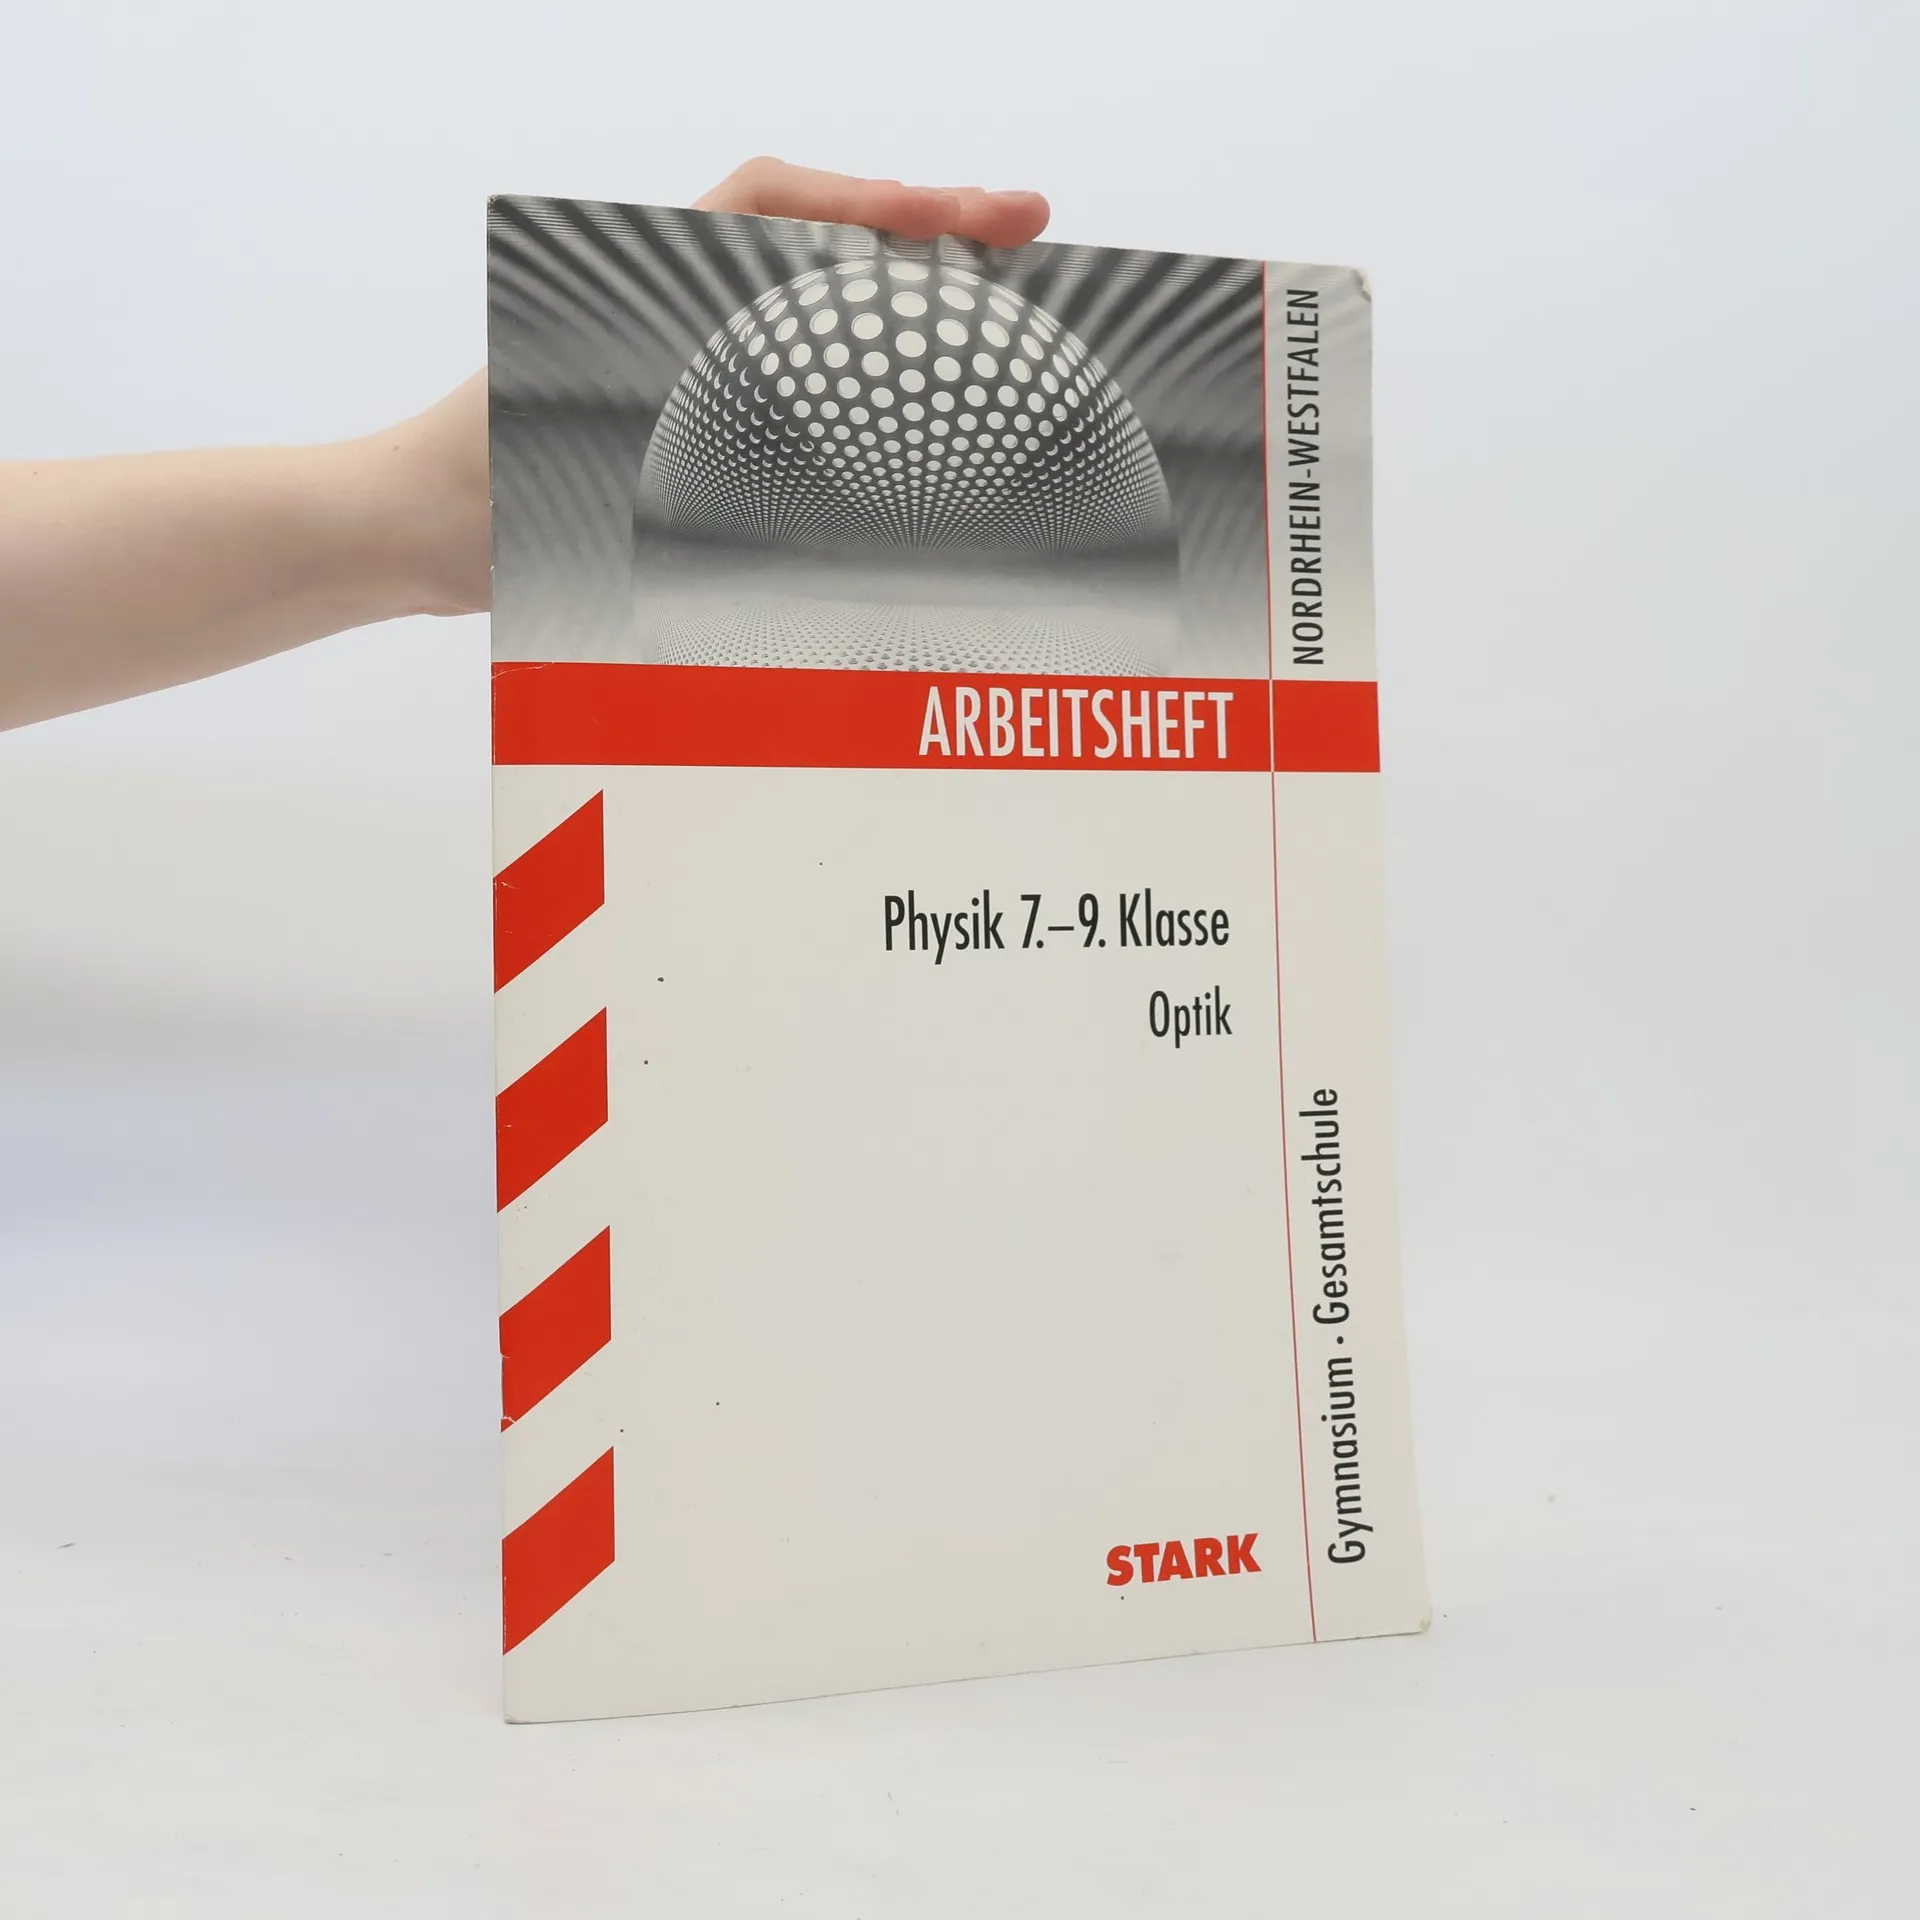 NORDRHEIN-WESTFALEN
ARBEITSHEFT
Physik 7.–9. Klasse
Optik
Gymnasium · Gesamtschule
STARK